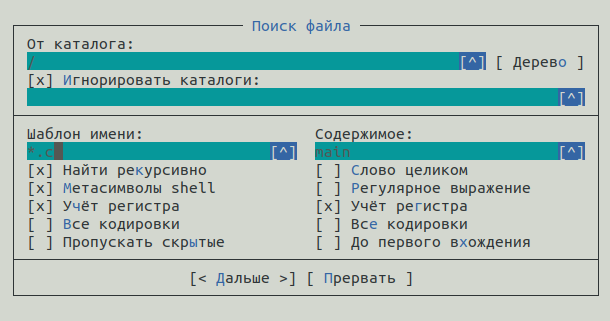 Поиск файла
От каталога:
/ [^] [ Дерево ]
[x] Игнорировать каталоги:
[^]
Шаблон имени: Содержимое:
*.c [^] main [^]
[x] Найти рекурсивно [ ] Слово целиком
[x] Метасимволы shell [ ] Регулярное выражение
[x] Учёт регистра [x] Учёт регистра
[ ] Все кодировки [ ] Все кодировки
[ ] Пропускать скрытые [ ] До первого вхождения
[< Дальше >] [ Прервать ]